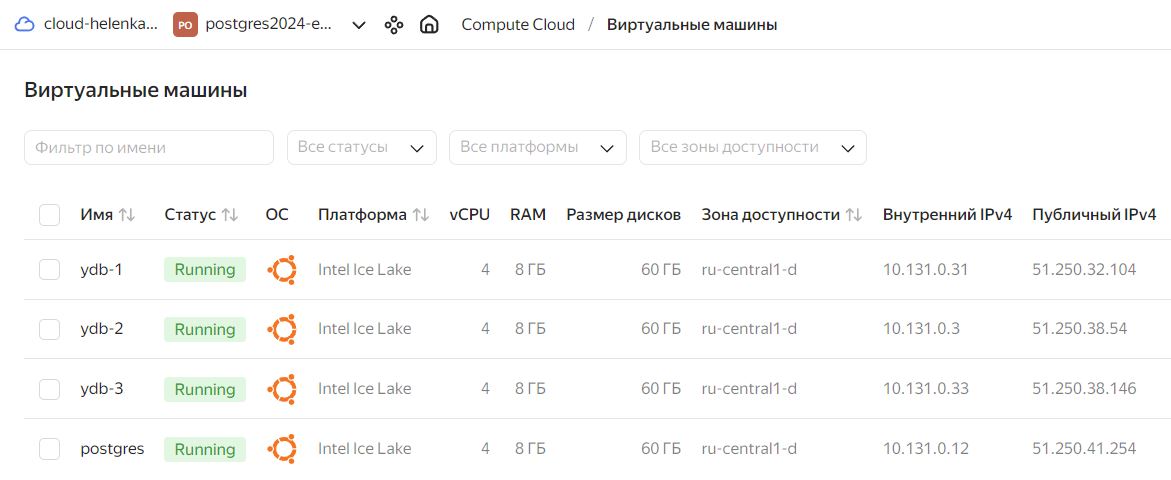 cloud-helenka... PO postgres2024-e... Compute Cloud / Виртуальные машины
Виртуальные машины
Фильтр по имени Все статусы Все платформы Все зоны доступности
Имя Статус ОС Платформа vCPU RAM Размер дисков Зона доступности Внутренний IPv4 Публичный IPv4
ydb-1 Running Intel Ice Lake 4 8 ГБ 60 ГБ ru-central1-d 10.131.0.31 51.250.32.104
ydb-2 Running Intel Ice Lake 4 8 ГБ 60 ГБ ru-central1-d 10.131.0.3 51.250.38.54
ydb-3 Running Intel Ice Lake 4 8 ГБ 60 ГБ ru-central1-d 10.131.0.33 51.250.38.146
postgres Running Intel Ice Lake 4 8 ГБ 60 ГБ ru-central1-d 10.131.0.12 51.250.41.254